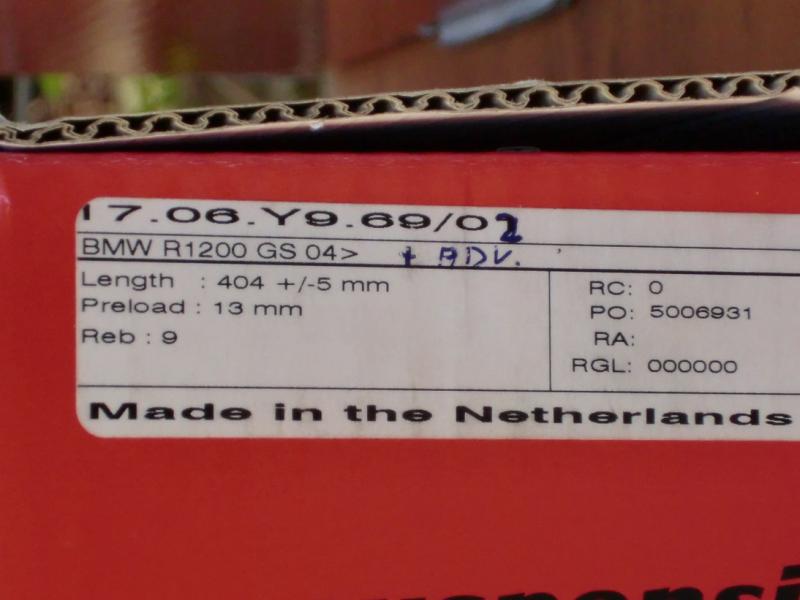 17.06.Y9.69/02
BMW R1200 GS 04> + ADV.
Length : 404 +/-5 mm
Preload : 13 mm
Reb : 9
RC: 0
PO: 5006931
RA:
RGL: 000000
Made in the Netherlands